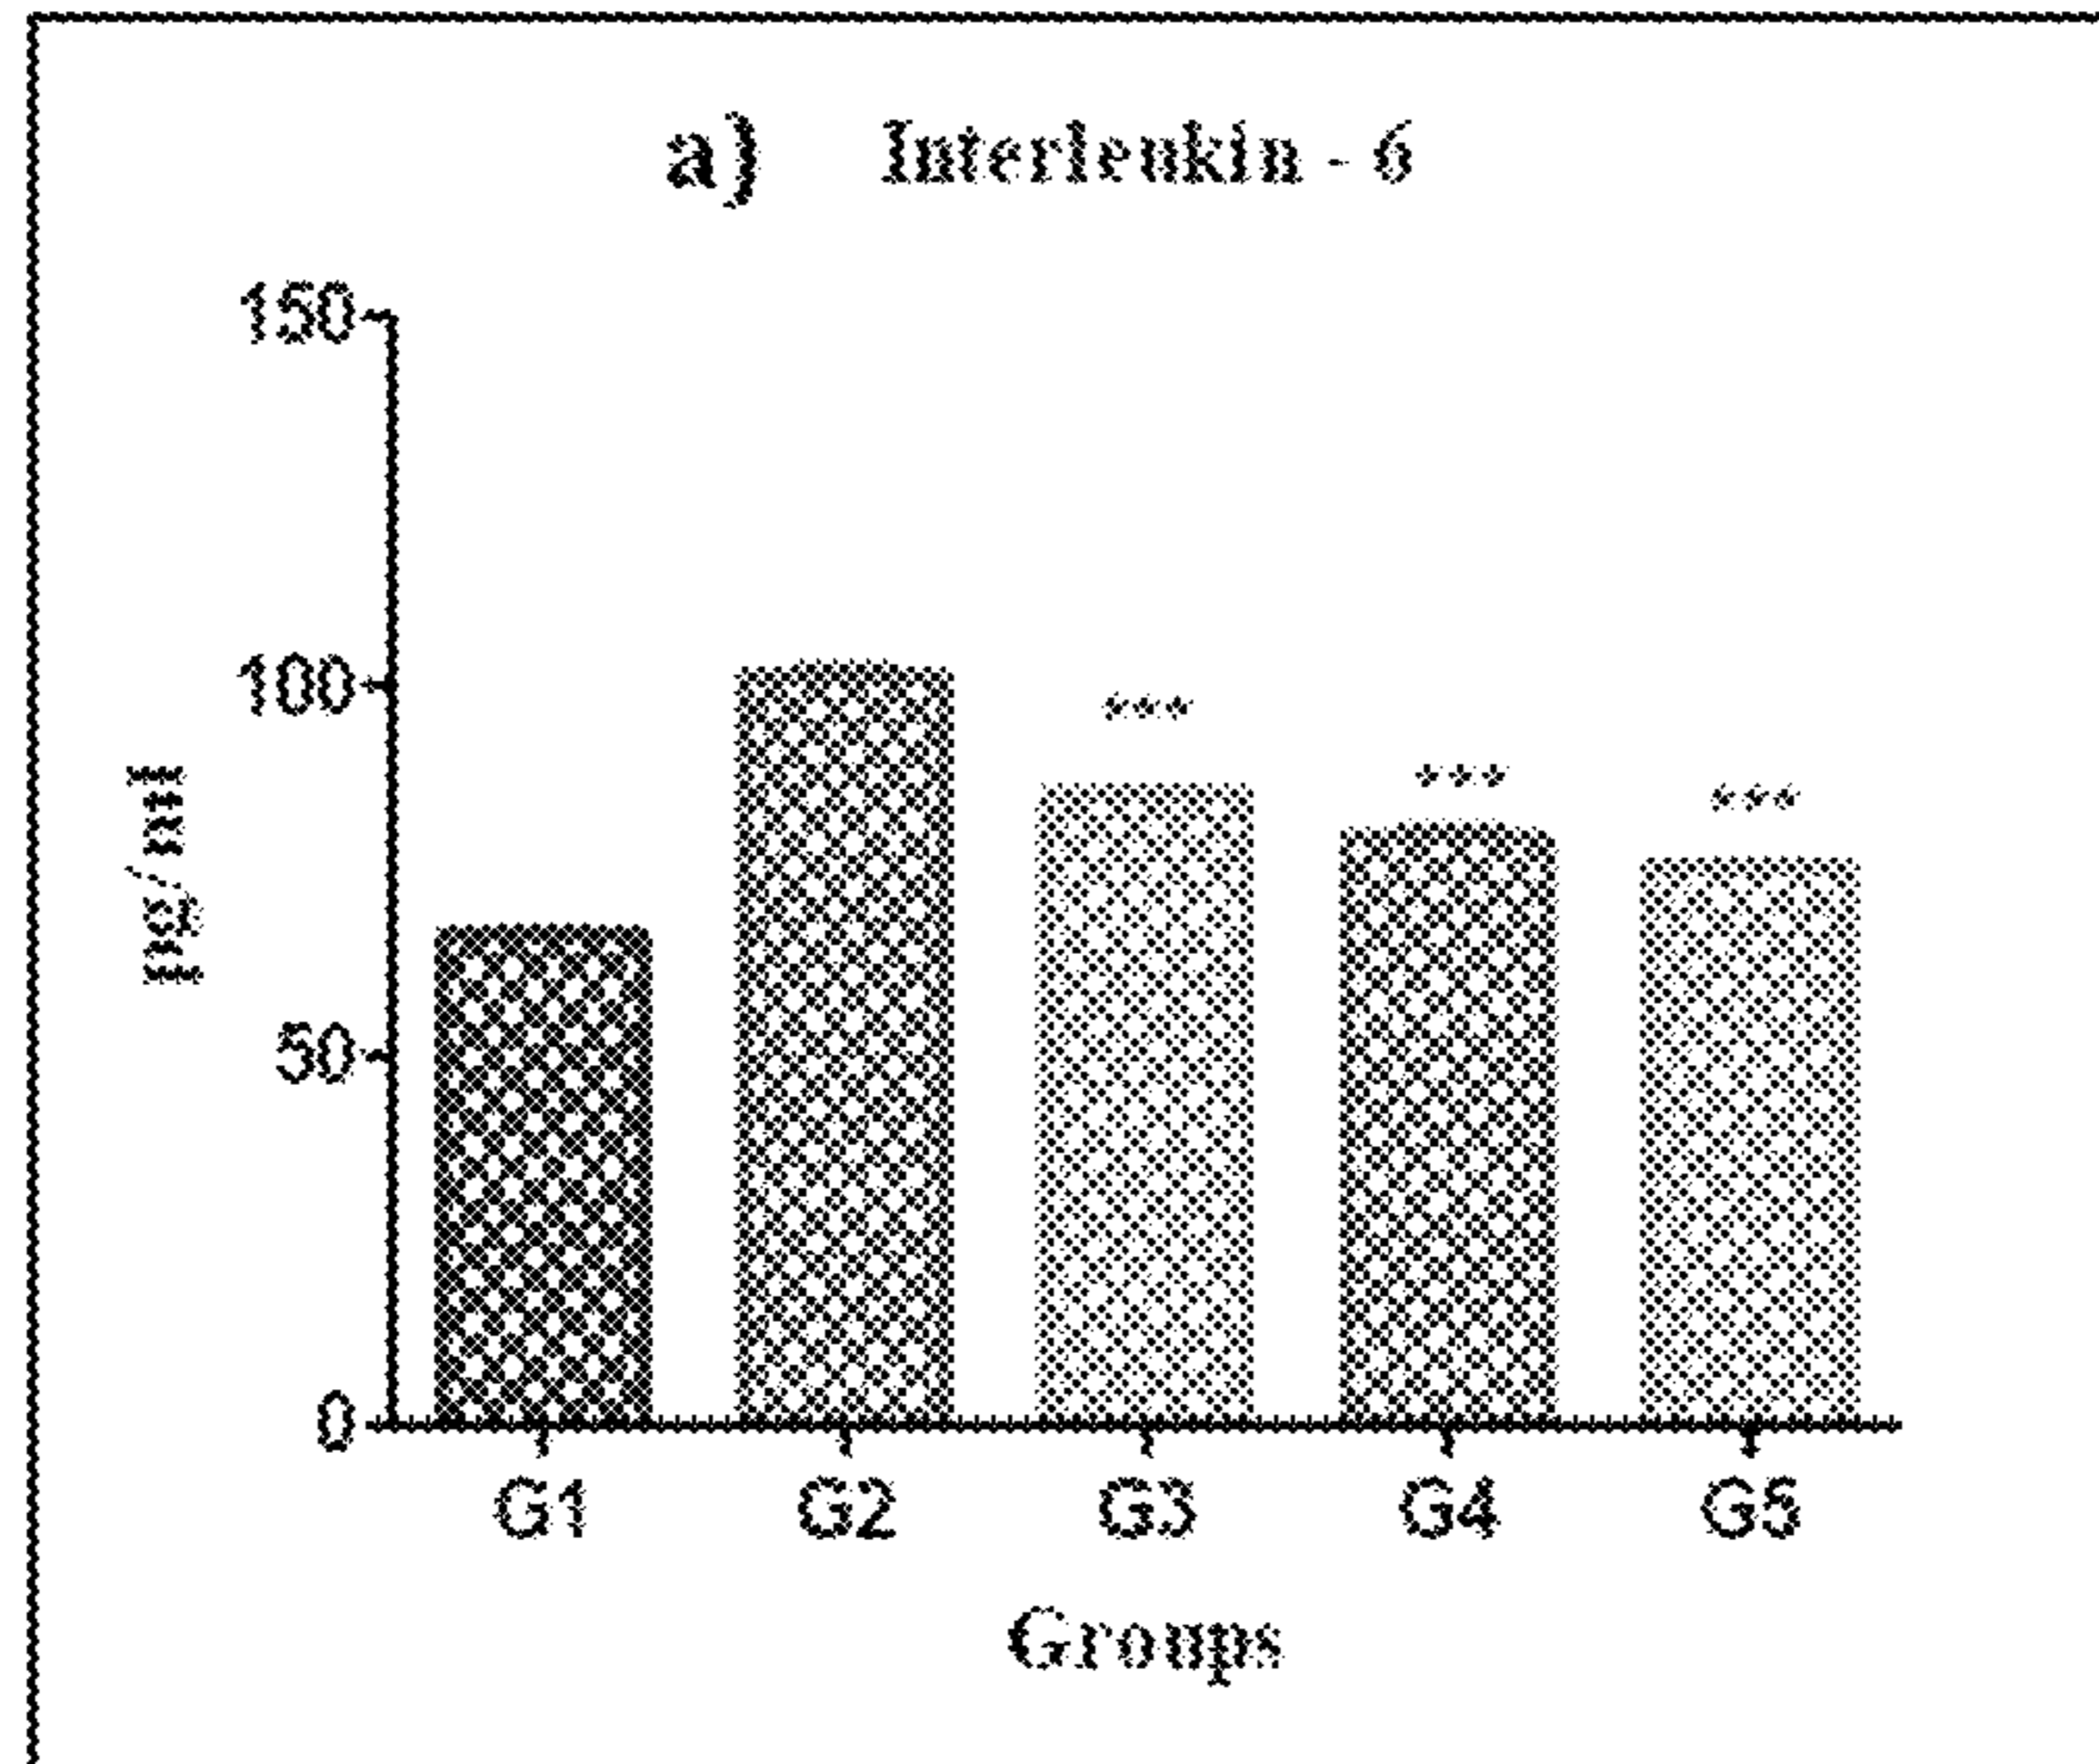 a) Interleukin - 6
150
100
50
0
pg/ml
***
***
***
G1 G2 G3 G4 G5
Groups